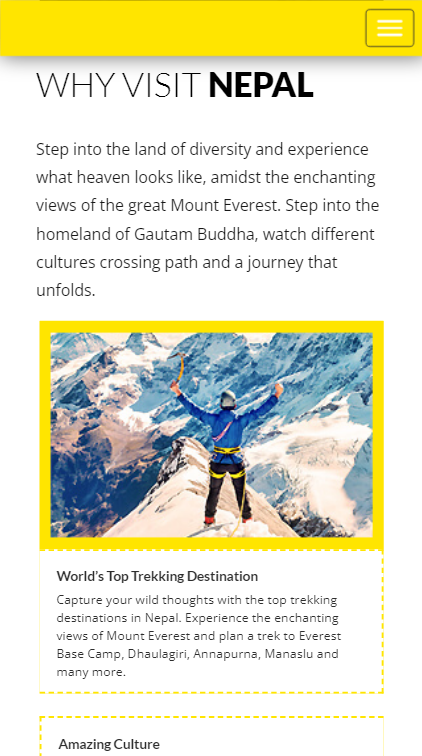 WHY VISIT NEPAL
Step into the land of diversity and experience
what heaven looks like, amidst the enchanting
views of the great Mount Everest. Step into the
homeland of Gautam Buddha, watch different
cultures crossing path and a journey that
unfolds.
World's Top Trekking Destination
Capture your wild thoughts with the top trekking
destinations in Nepal. Experience the enchanting
views of Mount Everest and plan a trek to Everest
Base Camp, Dhaulagiri, Annapurna, Manaslu and
many more.
Amazing Culture